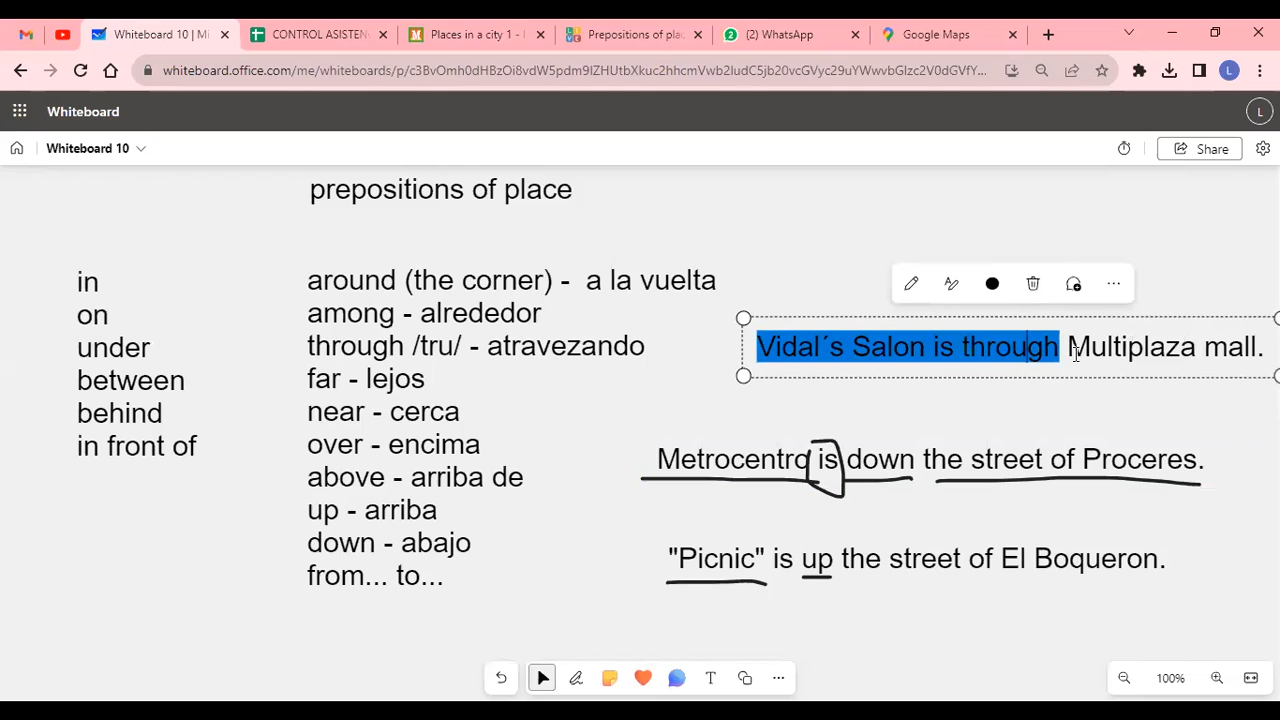 Whiteboard 10 | Mi
CONTROL ASISTEN
Places in a city 1 - 
Prepositions of plac
(2) WhatsApp
Google Maps
whiteboard.office.com/me/whiteboards/p/c3BvOmh0dHBzOi8vdW5pdm9lZHUtbXkuc2hhcmVwb2ludC5jb20vcGVyc29uYWwvbGlzc2V0dGVfY...
L
Whiteboard
L
Whiteboard 10
Share
prepositions of place
in
on
under
between
behind
in front of
around (the corner) - a la vuelta
among - alrededor
through /tru/ - atravezando
far - lejos
near - cerca
over - encima
above - arriba de
up - arriba
down - abajo
from... to...
Vidal´s Salon is through Multiplaza mall.
Metrocentro is down the street of Proceres.
"Picnic" is up the street of El Boqueron.
100%